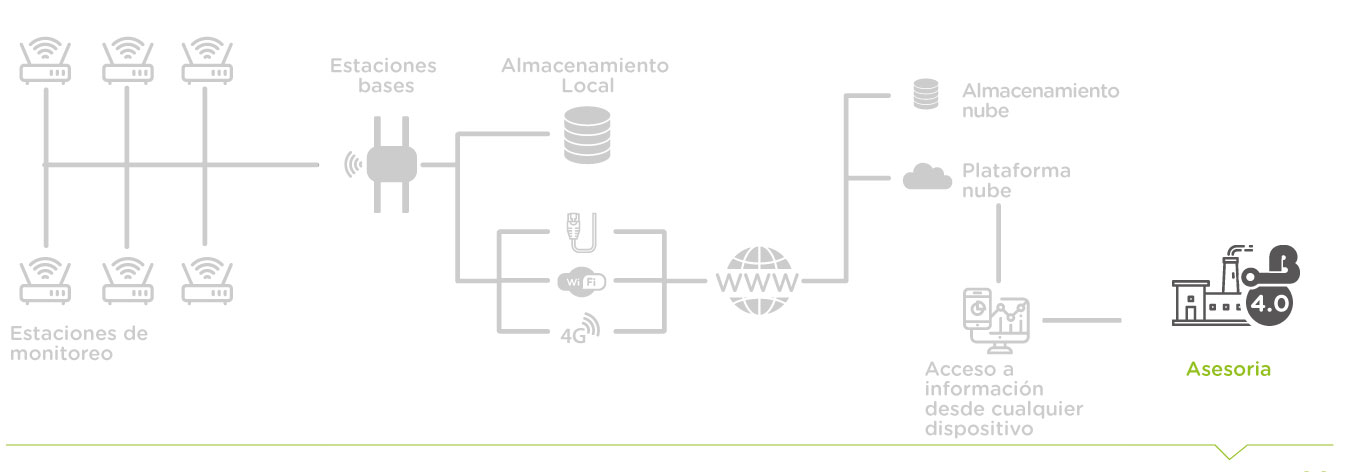 Estaciones
bases
Almacenamiento
Local
Almacenamiento
nube
Plataforma
nube
Wi Fi
WWW
4G
4.0
Estaciones de
monitoreo
Acceso a
información
desde cualquier
dispositivo
Asesoria